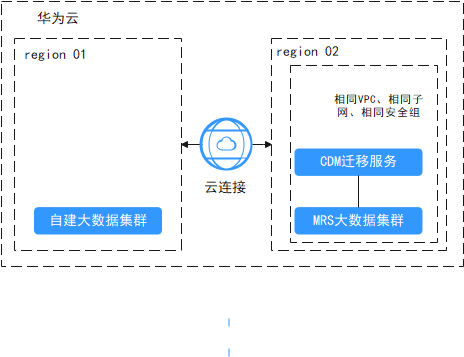 华为云
region 01
region 02
相同VPC、相同子
网、相同安全组
CDM迁移服务
云连接
自建大数据集群
MRS大数据集群